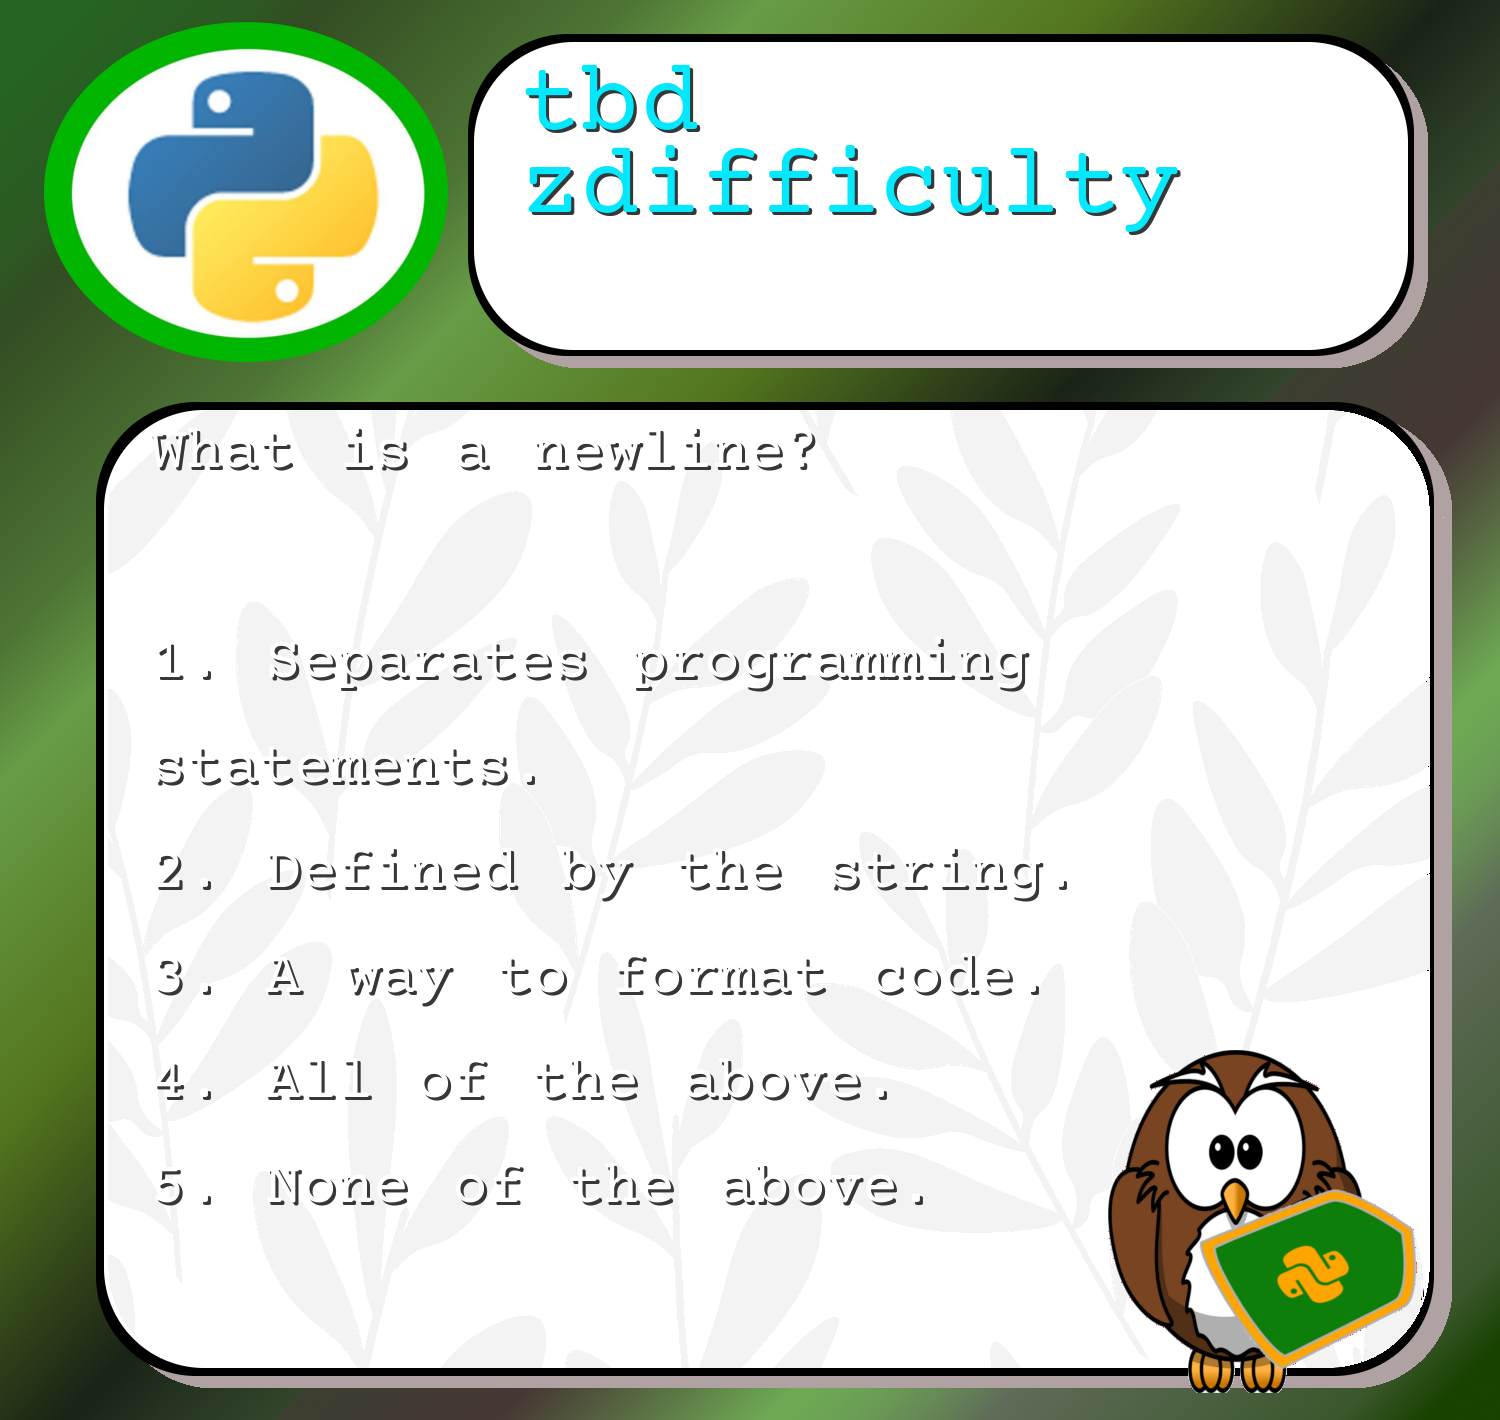 tbd
zdifficulty
What is a newline?
1. Separates programming
statements.
2. Defined by the string.
3. A way to format code.
4. All of the above.
5. None of the above.